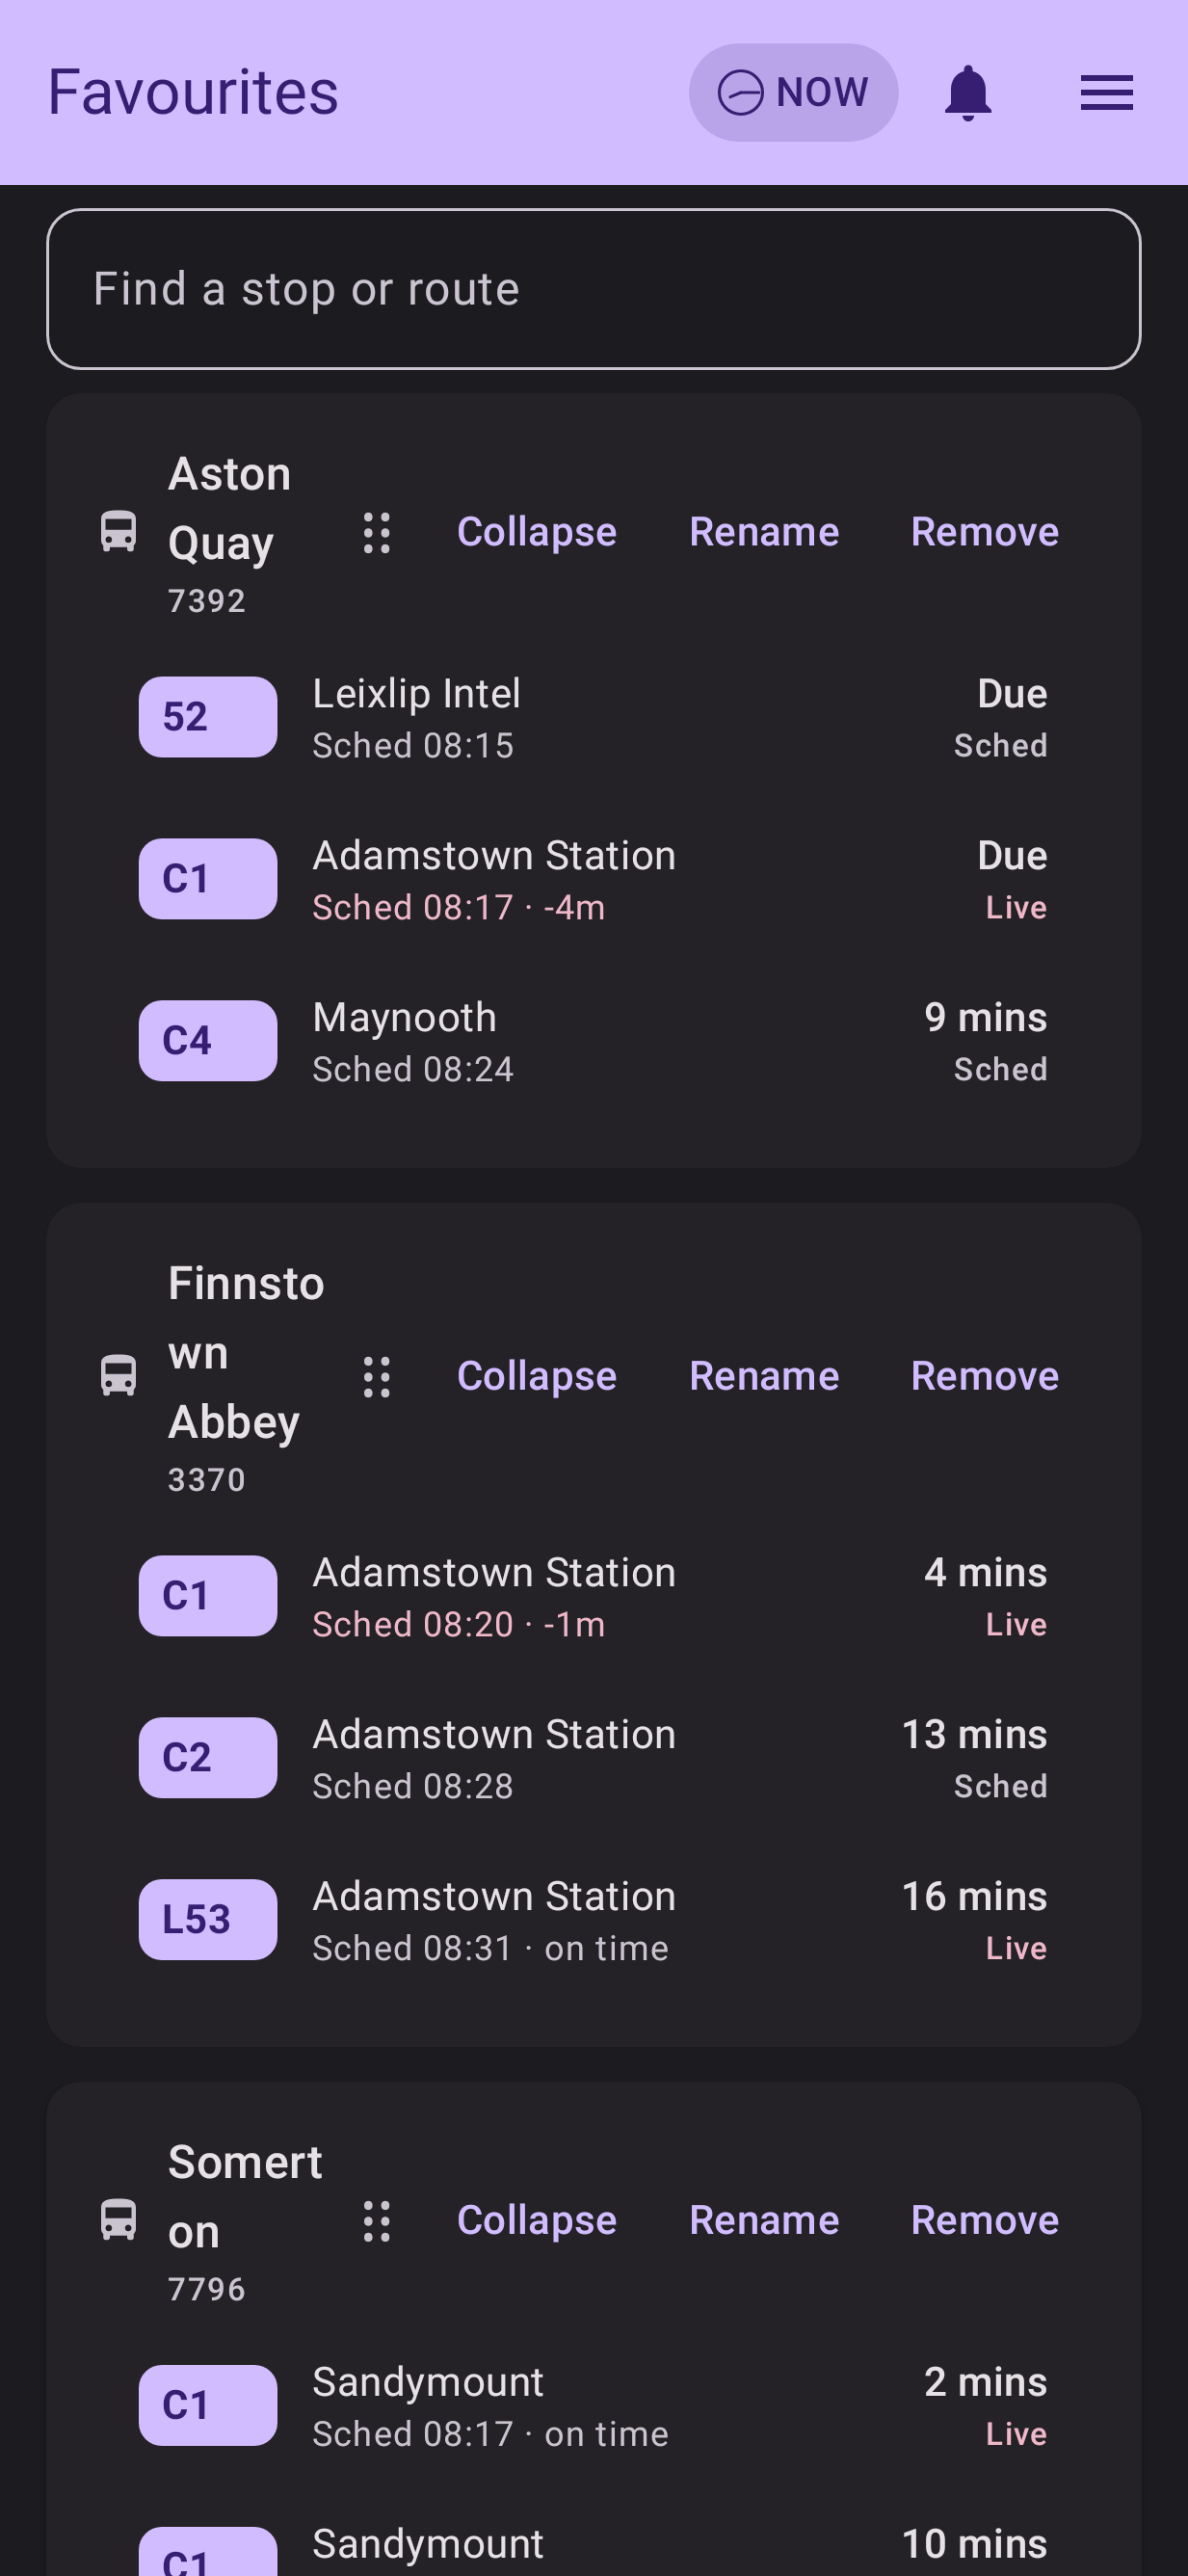 Favourites
NOW
Find a stop or route
Aston
Quay
7392
Collapse
Rename
Remove
52
Leixlip Intel
Due
Sched 08:15
Sched
C1
Adamstown Station
Due
Sched 08:17 · -4m
Live
C4
Maynooth
9 mins
Sched 08:24
Sched
Finnsto
wn
Abbey
3370
Collapse
Rename
Remove
C1
Adamstown Station
4 mins
Sched 08:20 · -1m
Live
C2
Adamstown Station
13 mins
Sched 08:28
Sched
L53
Adamstown Station
16 mins
Sched 08:31 · on time
Live
Somert
on
7796
Collapse
Rename
Remove
C1
Sandymount
2 mins
Sched 08:17 · on time
Live
C1
Sandymount
10 mins